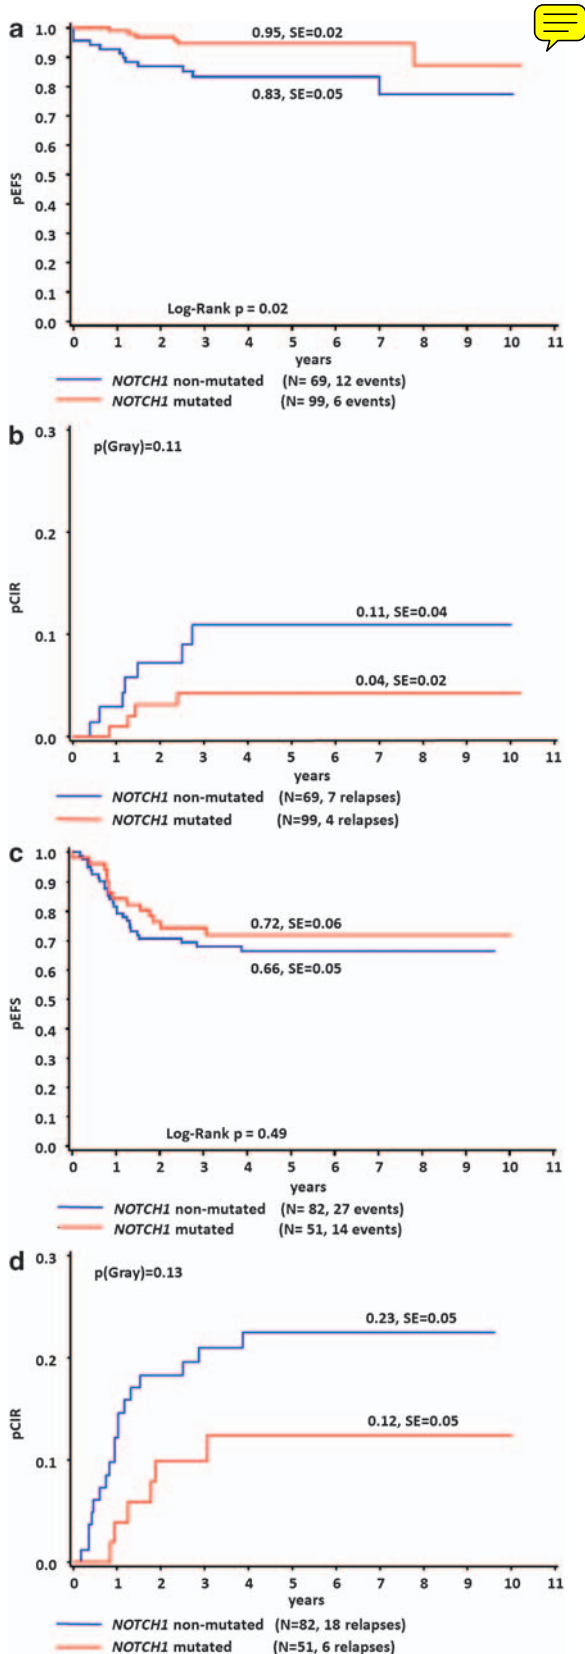 a
1.0
0.9
0.8
0.7
0.6
0.5
0.4
0.3
0.2
0.1
0.0
pEFS
0.95, SE=0.02
0.83, SE=0.05
Log-Rank p = 0.02
0 1 2 3 4 5 6 7 8 9 10 11
years
NOTCH1 non-mutated (N= 69, 12 events)
NOTCH1 mutated (N= 99, 6 events)
b
0.3
0.2
0.1
0.0
pCIR
p(Gray)=0.11
0.11, SE=0.04
0.04, SE=0.02
0 1 2 3 4 5 6 7 8 9 10 11
years
NOTCH1 non-mutated (N=69, 7 relapses)
NOTCH1 mutated (N=99, 4 relapses)
c
1.0
0.9
0.8
0.7
0.6
0.5
0.4
0.3
0.2
0.1
0.0
pEFS
0.72, SE=0.06
0.66, SE=0.05
Log-Rank p = 0.49
0 1 2 3 4 5 6 7 8 9 10 11
years
NOTCH1 non-mutated (N= 82, 27 events)
NOTCH1 mutated (N= 51, 14 events)
d
0.3
0.2
0.1
0.0
pCIR
p(Gray)=0.13
0.23, SE=0.05
0.12, SE=0.05
0 1 2 3 4 5 6 7 8 9 10 11
years
NOTCH1 non-mutated (N=82, 18 relapses)
NOTCH1 mutated (N=51, 6 relapses)